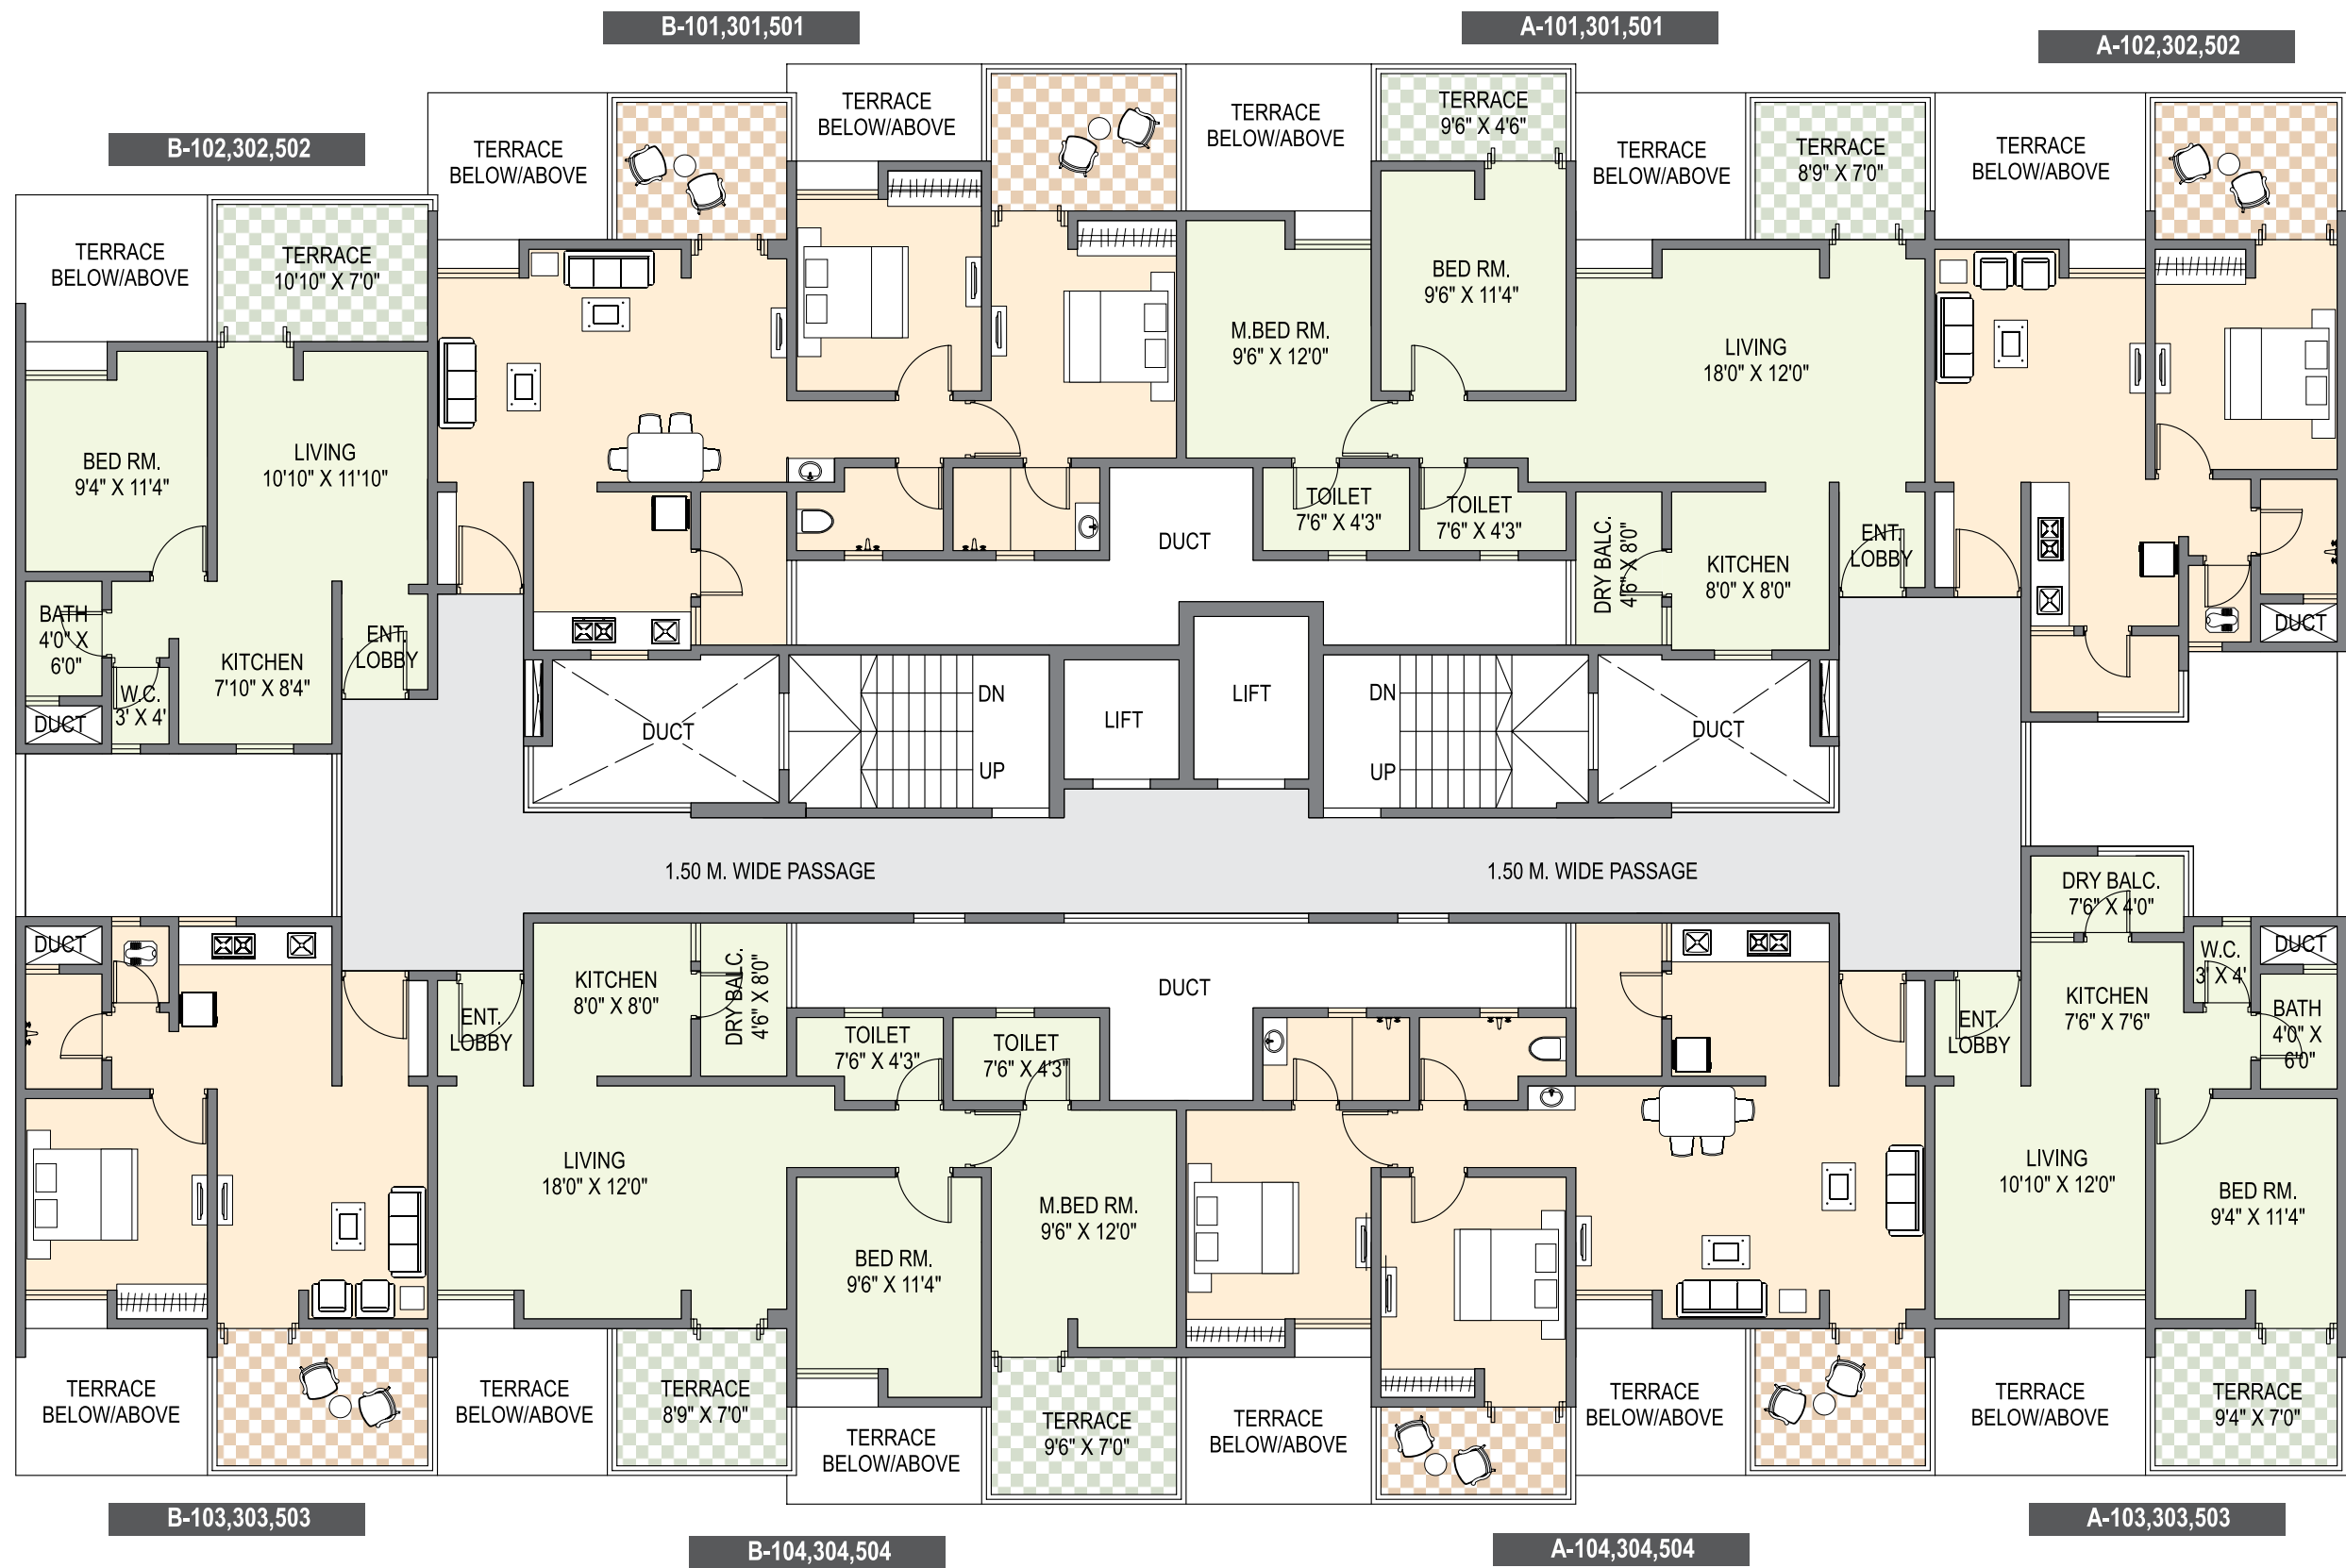 B-101,301,501
A-101,301,501
A-102,302,502
B-102,302,502
TERRACE
BELOW/ABOVE
TERRACE
10'10" X 7'0"
TERRACE
BELOW/ABOVE
TERRACE
BELOW/ABOVE
TERRACE
BELOW/ABOVE
TERRACE
9'6" X 4'6"
TERRACE
BELOW/ABOVE
TERRACE
8'9" X 7'0"
TERRACE
BELOW/ABOVE
BED RM.
9'4" X 11'4"
LIVING
10'10" X 11'10"
BATH
4'0" X
6'0"
DUCT
W.C.
3' X 4'
KITCHEN
7'10" X 8'4"
ENT.
LOBBY
M.BED RM.
9'6" X 12'0"
BED RM.
9'6" X 11'4"
LIVING
18'0" X 12'0"
TOILET
7'6" X 4'3"
TOILET
7'6" X 4'3"
DUCT
DRY BALC.
4'6" X 8'0"
KITCHEN
8'0" X 8'0"
ENT.
LOBBY
DUCT
DUCT
DN
UP
LIFT
LIFT
DN
UP
DUCT
1.50 M. WIDE PASSAGE
1.50 M. WIDE PASSAGE
DUCT
KITCHEN
8'0" X 8'0"
DRY BALC.
4'6" X 8'0"
ENT.
LOBBY
TOILET
7'6" X 4'3"
TOILET
7'6" X 4'3"
DUCT
LIVING
18'0" X 12'0"
BED RM.
9'6" X 11'4"
M.BED RM.
9'6" X 12'0"
DRY BALC.
7'6" X 4'0"
W.C.
3' X 4'
DUCT
KITCHEN
7'6" X 7'6"
BATH
4'0" X
6'0"
ENT.
LOBBY
LIVING
10'10" X 12'0"
BED RM.
9'4" X 11'4"
TERRACE
BELOW/ABOVE
TERRACE
BELOW/ABOVE
TERRACE
8'9" X 7'0"
TERRACE
BELOW/ABOVE
TERRACE
9'6" X 7'0"
TERRACE
BELOW/ABOVE
TERRACE
BELOW/ABOVE
TERRACE
BELOW/ABOVE
TERRACE
9'4" X 7'0"
B-103,303,503
B-104,304,504
A-104,304,504
A-103,303,503